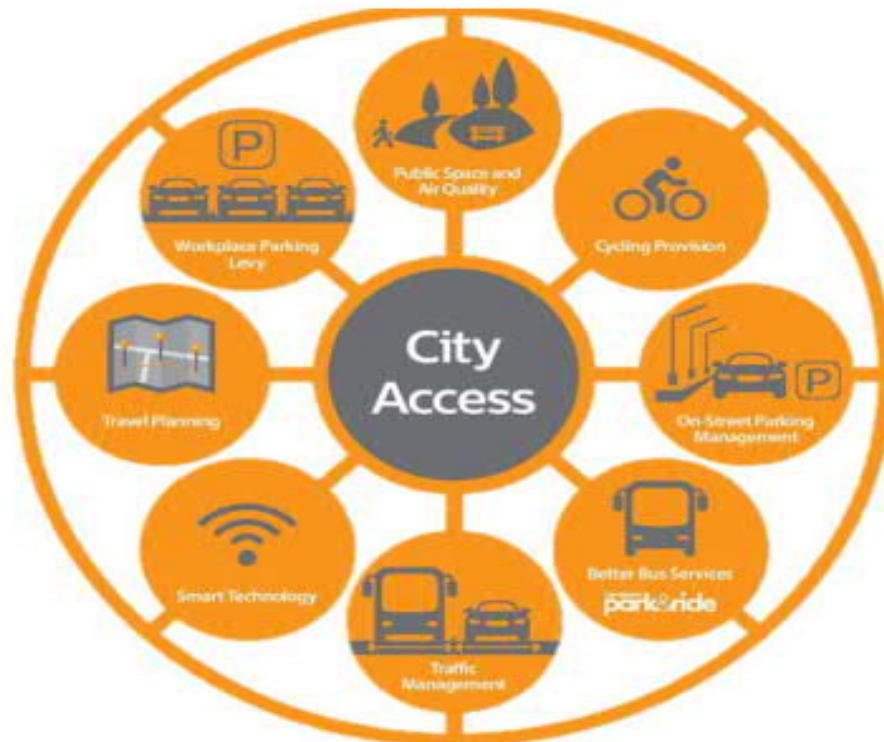 Public Space and
Air Quality
Cycling Provision
P
On-Street Parking
Management
Better Bus Services
park&ride
Traffic
Management
Smart Technology
Travel Planning
P
Workplace Parking
Levy
City
Access